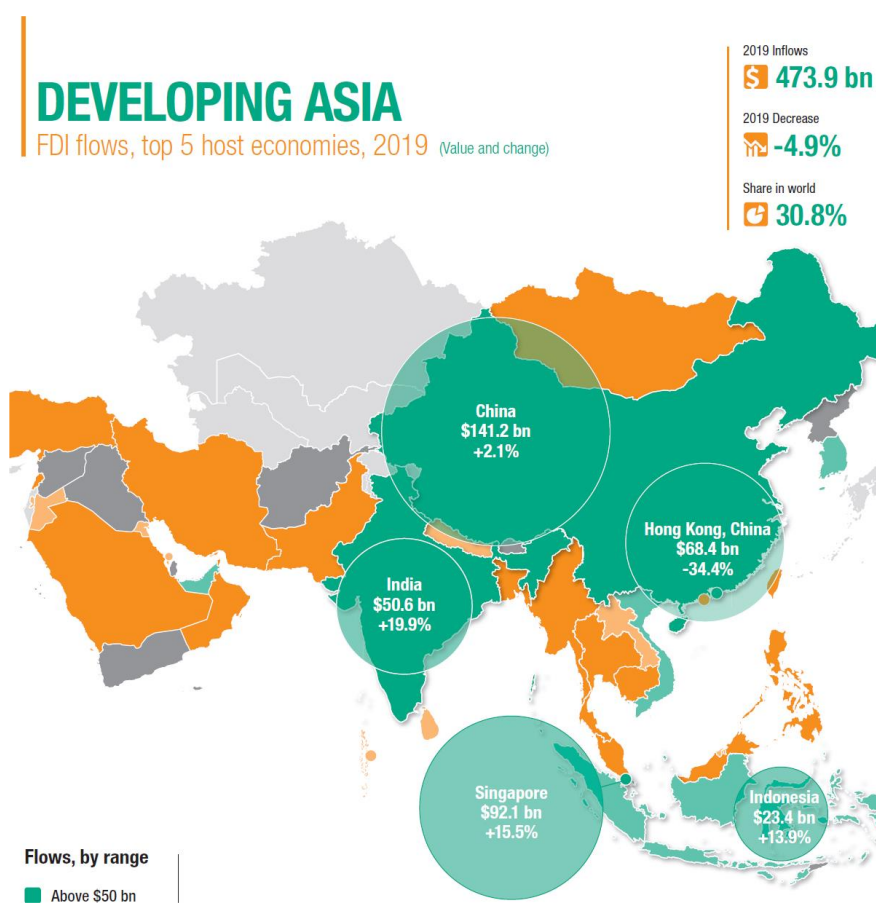 DEVELOPING ASIA
FDI flows, top 5 host economies, 2019 (Value and change)
2019 Inflows
$ 473.9 bn
2019 Decrease
-4.9%
Share in world
30.8%
China
$141.2 bn
+2.1%
Hong Kong, China
$68.4 bn
-34.4%
India
$50.6 bn
+19.9%
Singapore
$92.1 bn
+15.5%
Indonesia
$23.4 bn
+13.9%
Flows, by range
Above $50 bn